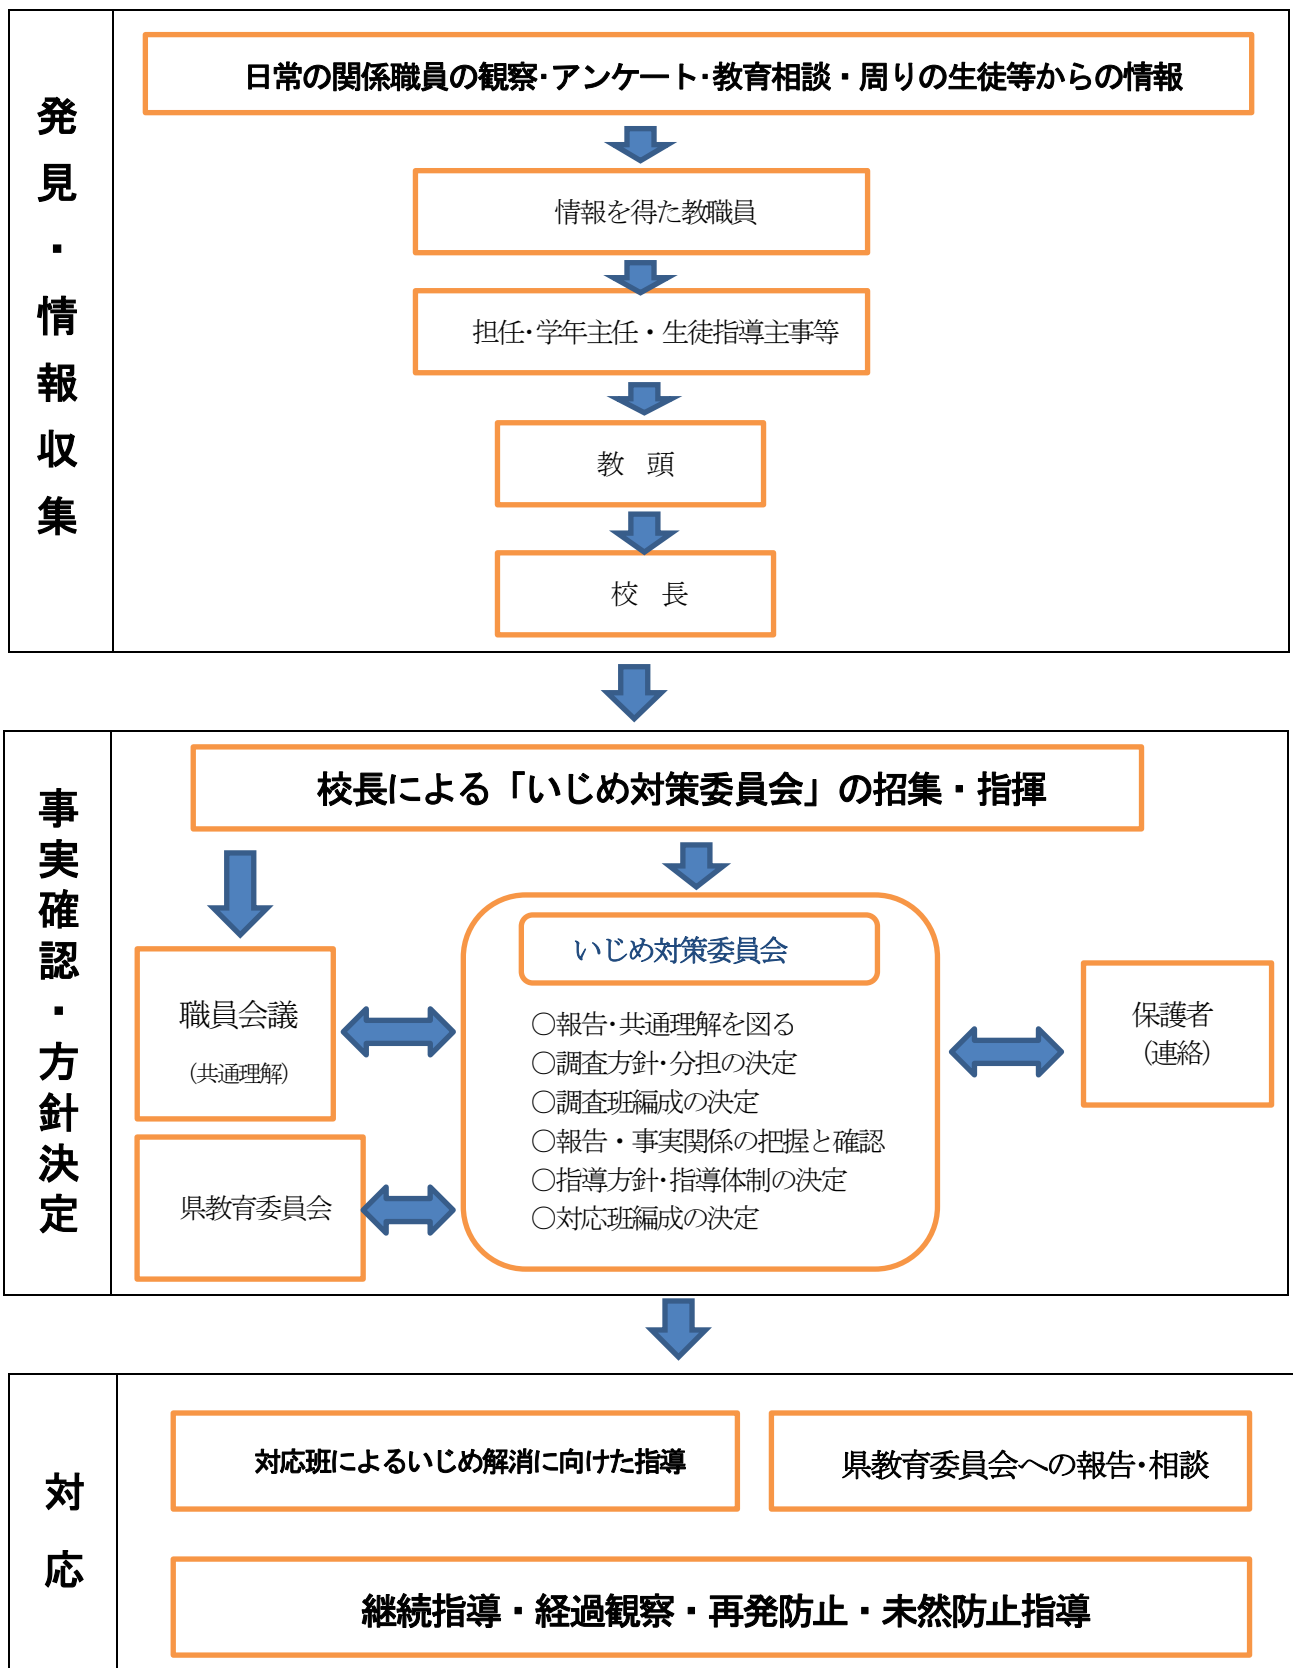 発見・情報収集
日常の関係職員の観察・アンケート・教育相談・周りの生徒等からの情報
情報を得た教職員
担任・学年主任・生徒指導主事等
教　頭
校　長
事実確認・方針決定
校長による「いじめ対策委員会」の招集・指揮
職員会議
（共通理解）
県教育委員会
いじめ対策委員会
○報告・共通理解を図る
○調査方針・分担の決定
○調査班編成の決定
○報告・事実関係の把握と確認
○指導方針・指導体制の決定
○対応班編成の決定
保護者
（連絡）
対応
対応班によるいじめ解消に向けた指導
県教育委員会への報告・相談
継続指導・経過観察・再発防止・未然防止指導